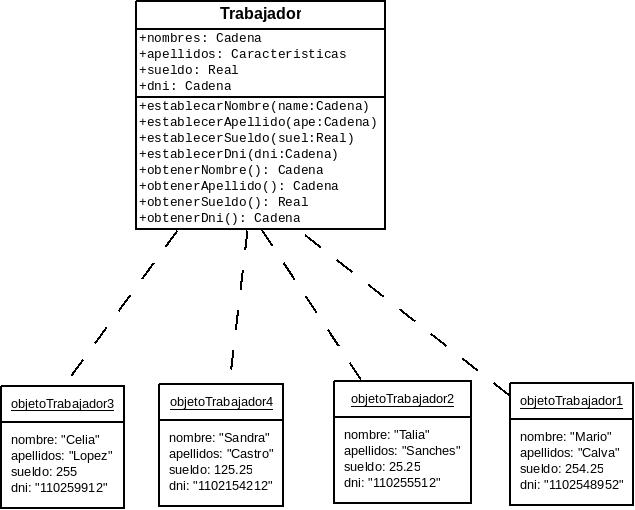 Trabajador
+nombres: Cadena
+apellidos: Caracteristicas
+sueldo: Real
+dni: Cadena
+establecarNombre(name:Cadena)
+establecerApellido(ape:Cadena)
+establecerSueldo(suel:Real)
+establecerDni(dni:Cadena)
+obtenerNombre(): Cadena
+obtenerApellido(): Cadena
+obtenerSueldo(): Real
+obtenerDni(): Cadena
objetoTrabajador3
nombre: "Celia"
apellidos: "Lopez"
sueldo: 255
dni: "110259912"
objetoTrabajador4
nombre: "Sandra"
apellidos: "Castro"
sueldo: 125.25
dni: "1102154212"
objetoTrabajador2
nombre: "Talia"
apellidos: "Sanches"
sueldo: 25.25
dni: "110255512"
objetoTrabajador1
nombre: "Mario"
apellidos: "Calva"
sueldo: 254.25
dni: "1102548952"